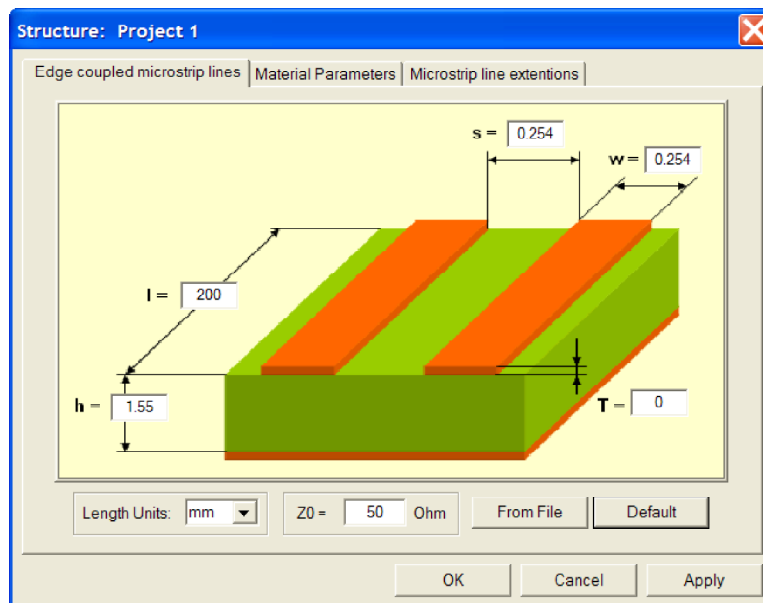 Structure: Project 1
Edge coupled microstrip lines
Material Parameters
Microstrip line extentions
s = 0.254
w = 0.254
l = 200
h = 1.55
T = 0
Length Units: mm
Z0 = 50 Ohm
From File
Default
OK
Cancel
Apply